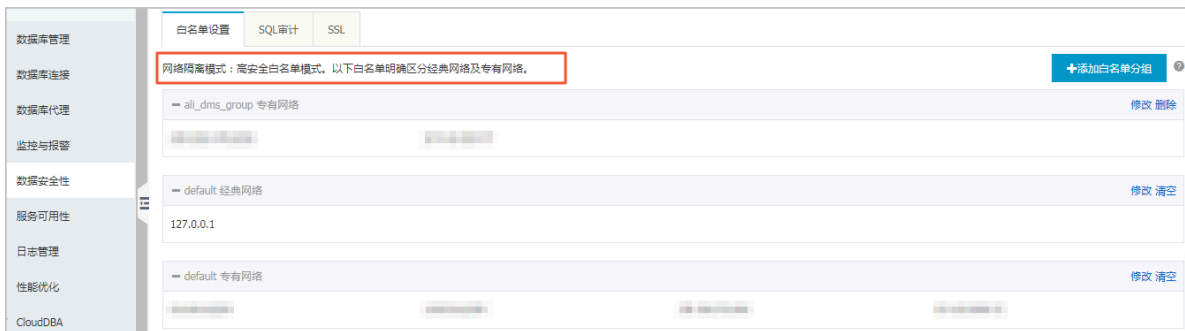 数据库管理
数据库连接
数据库代理
监控与报警
数据安全性
服务可用性
日志管理
性能优化
CloudDBA
白名单设置 SQL审计 SSL
网络隔离模式：高安全白名单模式。以下白名单明确区分经典网络及专有网络。
+添加白名单分组
ali_dms_group 专有网络 修改 删除
default 经典网络 修改 清空
127.0.0.1
default 专有网络 修改 清空